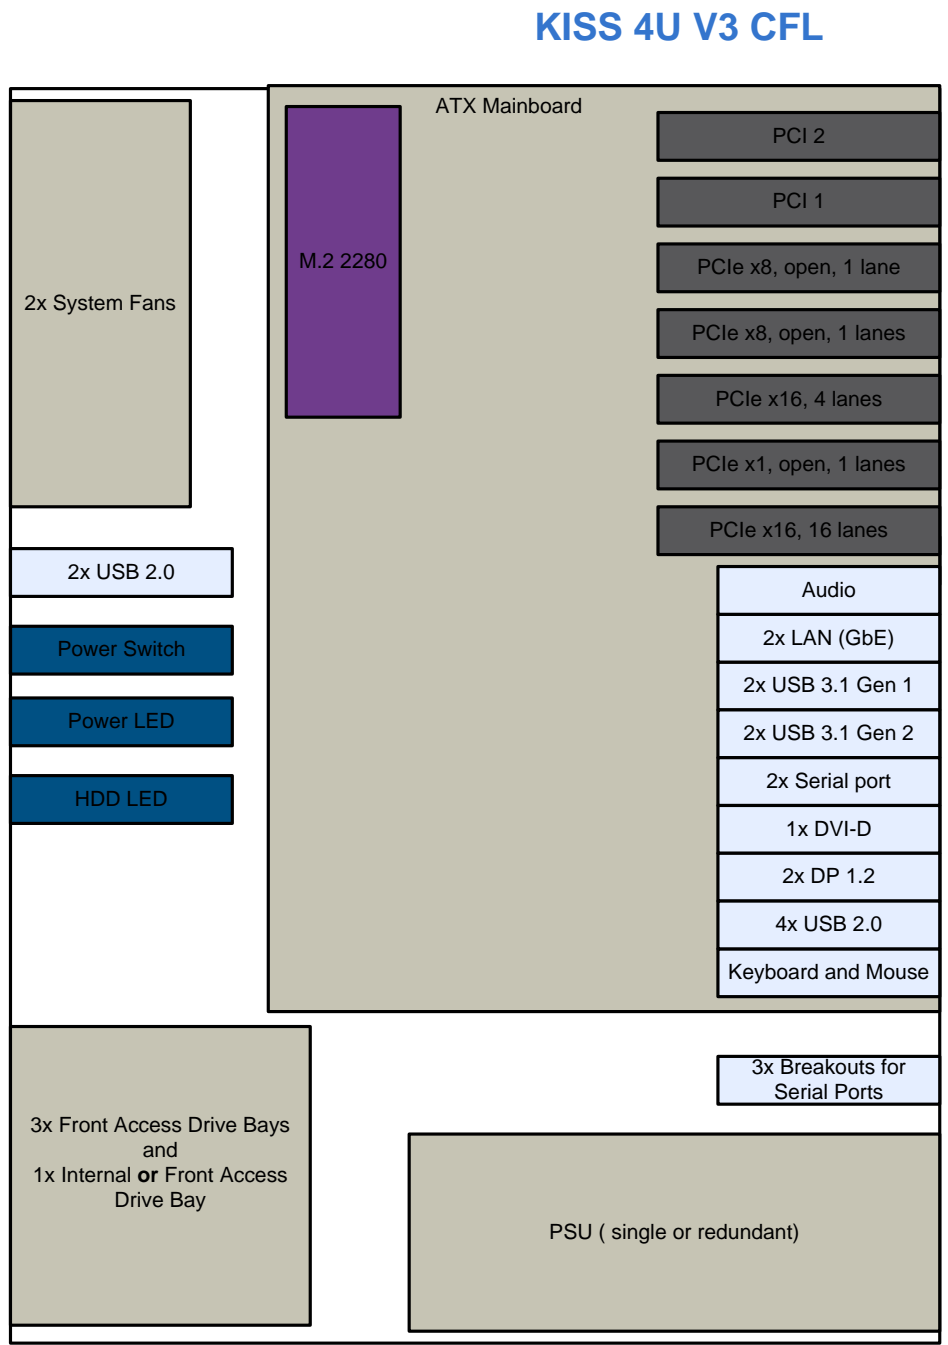 KISS 4U V3 CFL
ATX Mainboard
PCI 2
PCI 1
M.2 2280
PCIe x8, open, 1 lane
2x System Fans
PCIe x8, open, 1 lanes
PCIe x16, 4 lanes
PCIe x1, open, 1 lanes
PCIe x16, 16 lanes
2x USB 2.0
Power Switch
Power LED
HDD LED
Audio
2x LAN (GbE)
2x USB 3.1 Gen 1
2x USB 3.1 Gen 2
2x Serial port
1x DVI-D
2x DP 1.2
4x USB 2.0
Keyboard and Mouse
3x Breakouts for
Serial Ports
3x Front Access Drive Bays
and
1x Internal or Front Access
Drive Bay
PSU ( single or redundant)